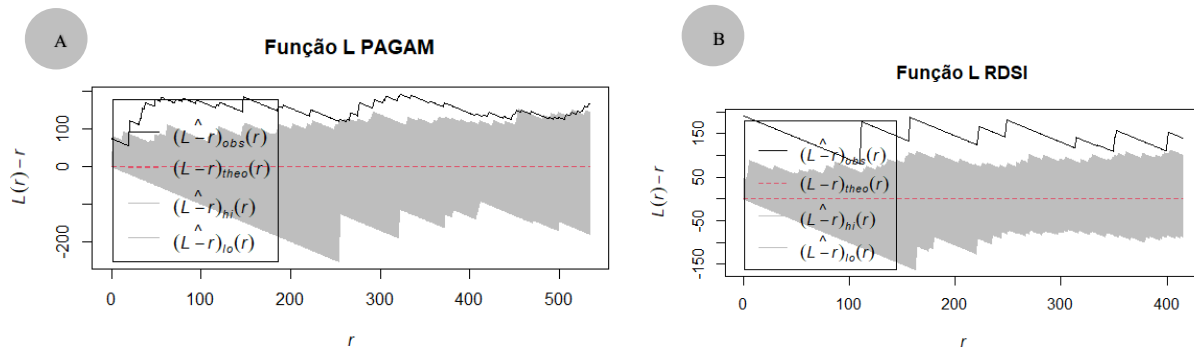 A
Função L PAGAM
L(r) − r
100
0
-200
(L^−r)obs(r)
(L−r)theo(r)
(L^−r)hi(r)
(L^−r)lo(r)
0 100 200 300 400 500
r
B
Função L RDSI
L(r) − r
150
50
-50
-150
(L^−r)obs(r)
(L−r)theo(r)
(L^−r)hi(r)
(L^−r)lo(r)
0 100 200 300 400
r